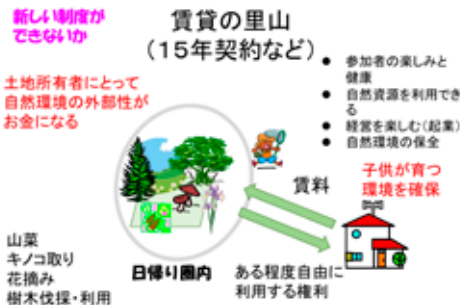 新しい制度が
できないか
賃貸の里山
(15年契約など)
土地所有者にとって
自然環境の外部性が
お金になる
● 参加者の楽しみと
健康
● 自然資源を利用でき
る
● 経営を楽しむ(起業)
● 自然環境の保全
子供が育つ
環境を確保
賃料
山菜
キノコ取り
花摘み
樹木伐採・利用
日帰り圏内
ある程度自由に
利用する権利